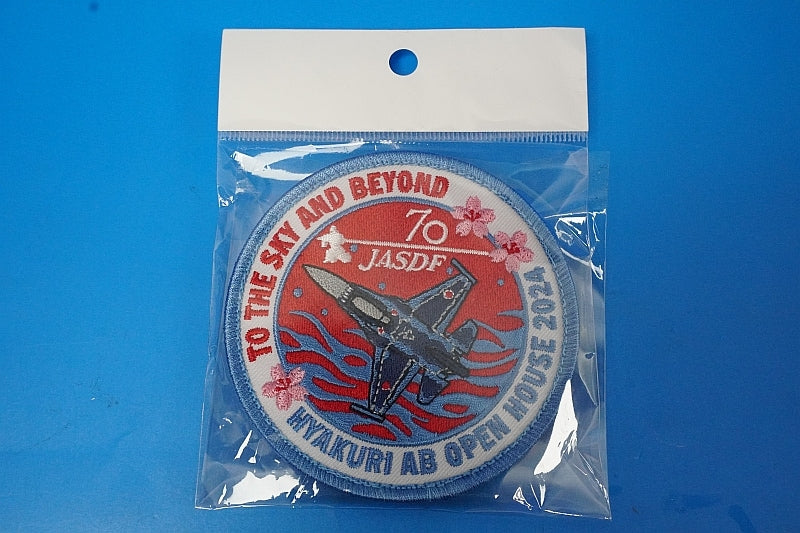 TO THE SKY AND BEYOND
70
JASDF
HYAKURI AB OPEN HOUSE 2024